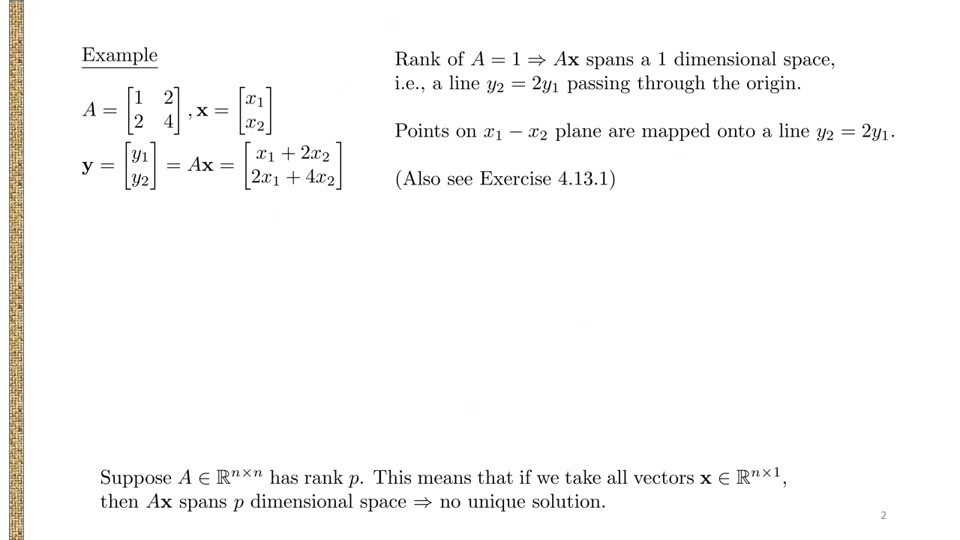 Example
A = [1 2; 2 4], x = [x₁; x₂]
y = [y₁; y₂] = Ax = [x₁ + 2x₂; 2x₁ + 4x₂]
Rank of A = 1 ⇒ Ax spans a 1 dimensional space,
i.e., a line y₂ = 2y₁ passing through the origin.
Points on x₁ − x₂ plane are mapped onto a line y₂ = 2y₁.
(Also see Exercise 4.13.1)
Suppose A ∈ ℝⁿˣⁿ has rank p. This means that if we take all vectors x ∈ ℝⁿˣ¹,
then Ax spans p dimensional space ⇒ no unique solution.
2